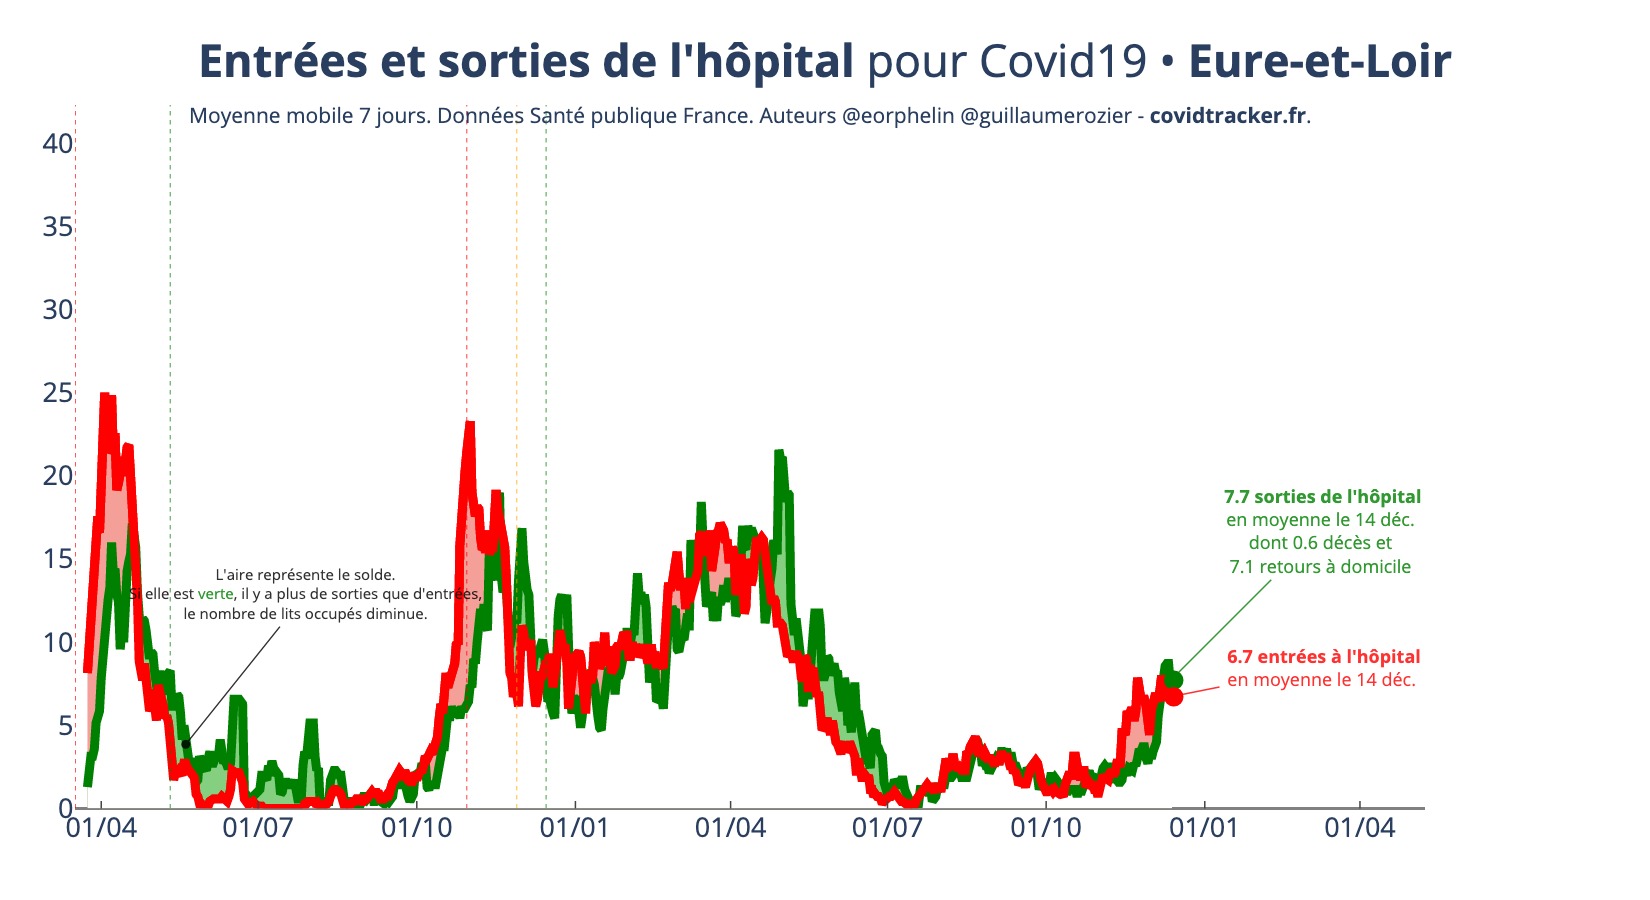 Entrées et sorties de l'hôpital pour Covid19 • Eure-et-Loir
Moyenne mobile 7 jours. Données Santé publique France. Auteurs @eorphelin @guillaumerozier - covidtracker.fr.
40
35
30
25
20
15
10
5
0
L'aire représente le solde.
Si elle est verte, il y a plus de sorties que d'entrées,
le nombre de lits occupés diminue.
7.7 sorties de l'hôpital
en moyenne le 14 déc.
dont 0.6 décès et
7.1 retours à domicile
6.7 entrées à l'hôpital
en moyenne le 14 déc.
01/04 01/07 01/10 01/01 01/04 01/07 01/10 01/01 01/04